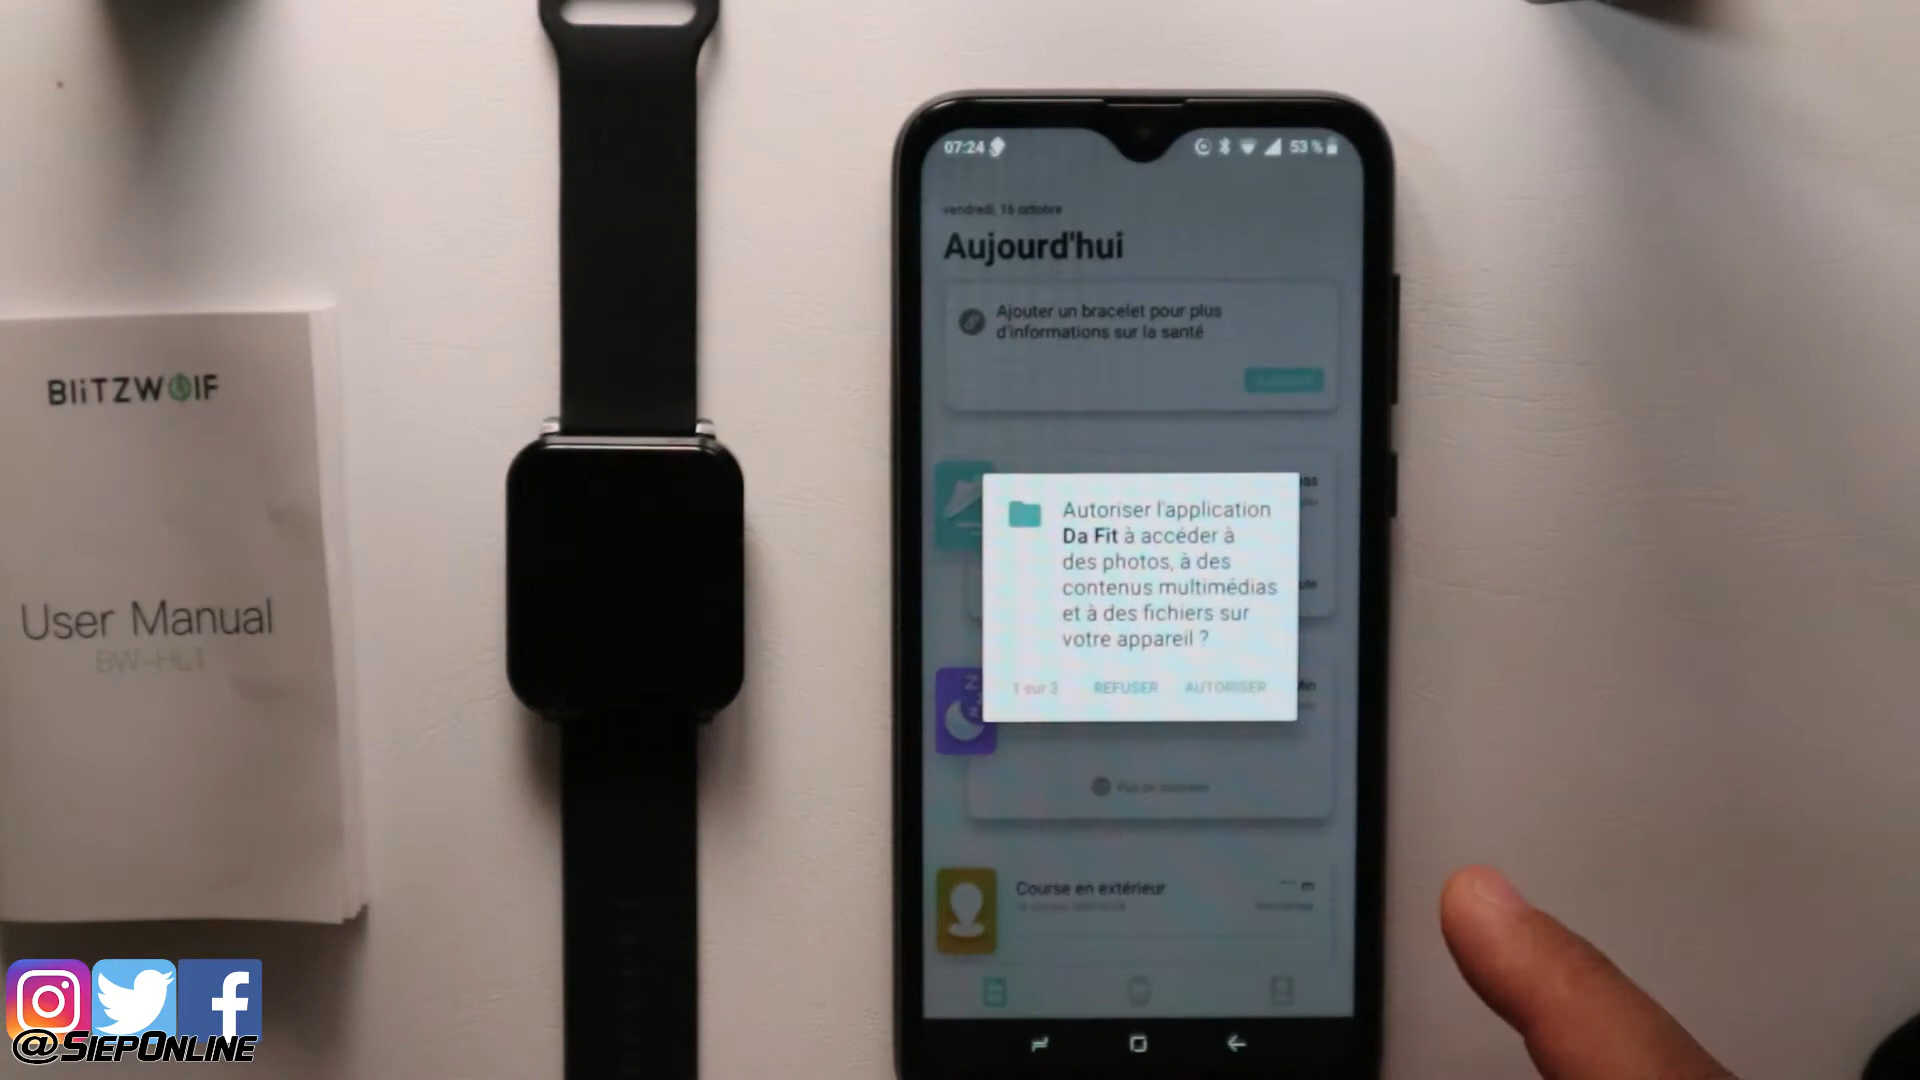 07:24
53 %
vendredi, 16 octobre
Aujourd'hui
Ajouter un bracelet pour plus
d'informations sur la santé
Autoriser l'application
Da Fit à accéder à
des photos, à des
contenus multimédias
et à des fichiers sur
votre appareil ?
1 sur 3 REFUSER AUTORISER
Course en extérieur
m
BlitzWolf
User Manual
BW-HL1
@SiepOnline